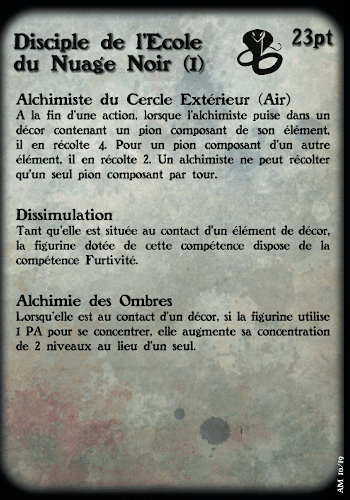 Disciple de l'Ecole
du Nuage Noir (1)
23pt
Alchimiste du Cercle Extérieur (Air)
A la fin d'une action, lorsque l'alchimiste puise dans un
décor contenant un pion composant de son élément,
il en récolte 4. Pour un pion composant d'un autre
élément, il en récolte 2. Un alchimiste ne peut récolter
qu'un seul pion composant par tour.
Dissimulation
Tant qu'elle est située au contact d'un élément de décor,
la figurine dotée de cette compétence dispose de la
compétence Furtivité.
Alchimie des Ombres
Lorsqu'elle est au contact d'un décor, si la figurine utilise
1 PA pour se concentrer, elle augmente sa concentration
de 2 niveaux au lieu d'un seul.
AM 10/19